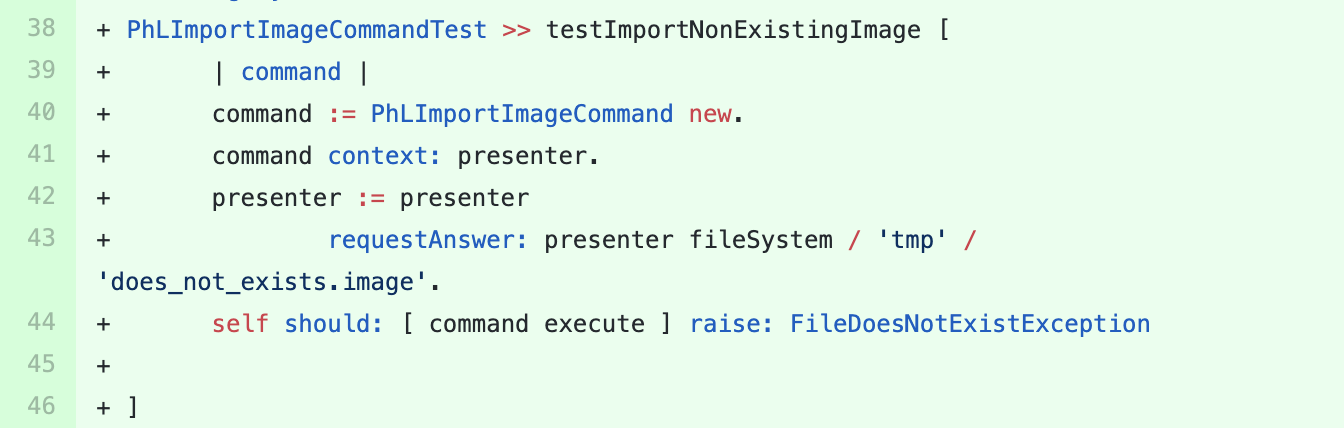 38 + PhLImportImageCommandTest >> testImportNonExistingImage [
39 + | command |
40 + command := PhLImportImageCommand new.
41 + command context: presenter.
42 + presenter := presenter
43 + requestAnswer: presenter fileSystem / 'tmp' /
'does_not_exists.image'.
44 + self should: [ command execute ] raise: FileDoesNotExistException
45 +
46 + ]